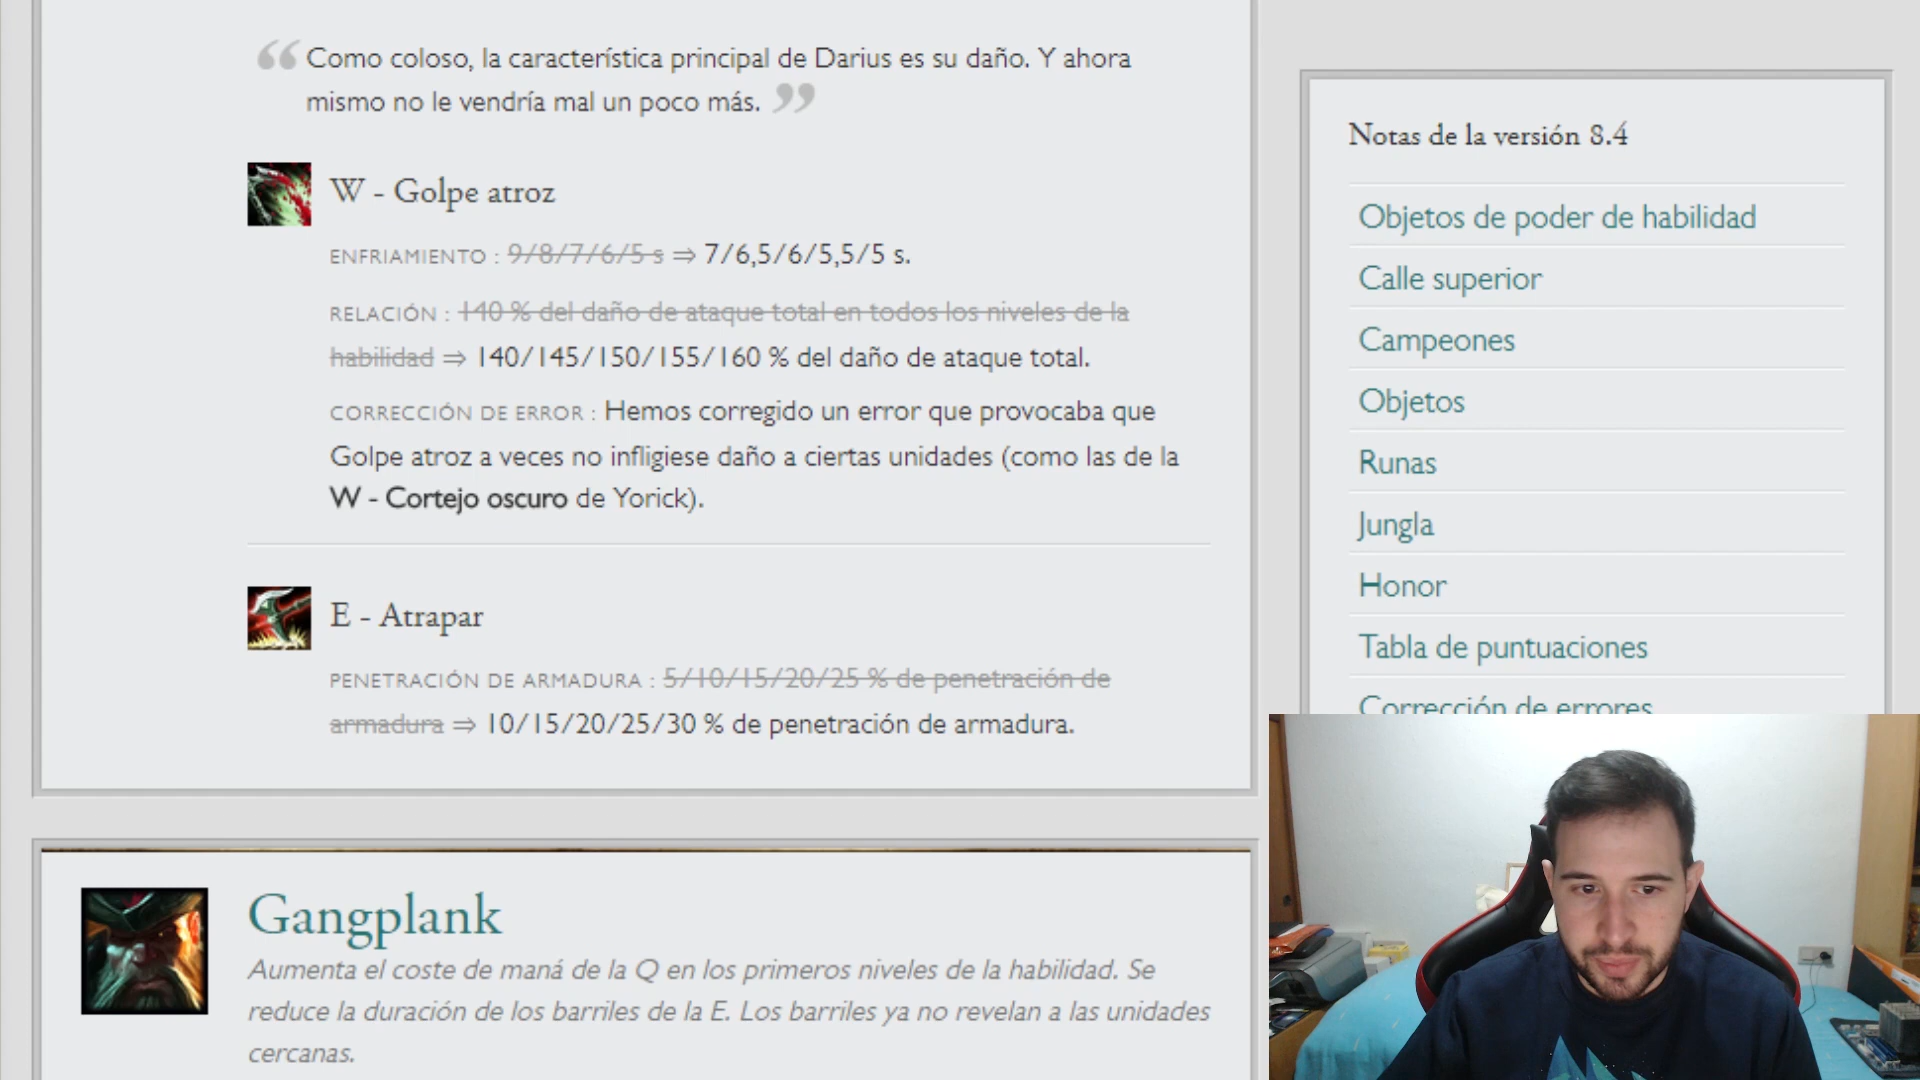 “ Como coloso, la característica principal de Darius es su daño. Y ahora
mismo no le vendría mal un poco más. ”
W - Golpe atroz
ENFRIAMIENTO : 9/8/7/6/5 s ⇒ 7/6,5/6/5,5/5 s.
RELACIÓN : 140 % del daño de ataque total en todos los niveles de la
habilidad ⇒ 140/145/150/155/160 % del daño de ataque total.
CORRECCIÓN DE ERROR : Hemos corregido un error que provocaba que
Golpe atroz a veces no infligiese daño a ciertas unidades (como las de la
W - Cortejo oscuro de Yorick).
E - Atrapar
PENETRACIÓN DE ARMADURA : 5/10/15/20/25 % de penetración de
armadura ⇒ 10/15/20/25/30 % de penetración de armadura.
Gangplank
Aumenta el coste de maná de la Q en los primeros niveles de la habilidad. Se
reduce la duración de los barriles de la E. Los barriles ya no revelan a las unidades
cercanas.
Notas de la versión 8.4
Objetos de poder de habilidad
Calle superior
Campeones
Objetos
Runas
Jungla
Honor
Tabla de puntuaciones
Corrección de errores